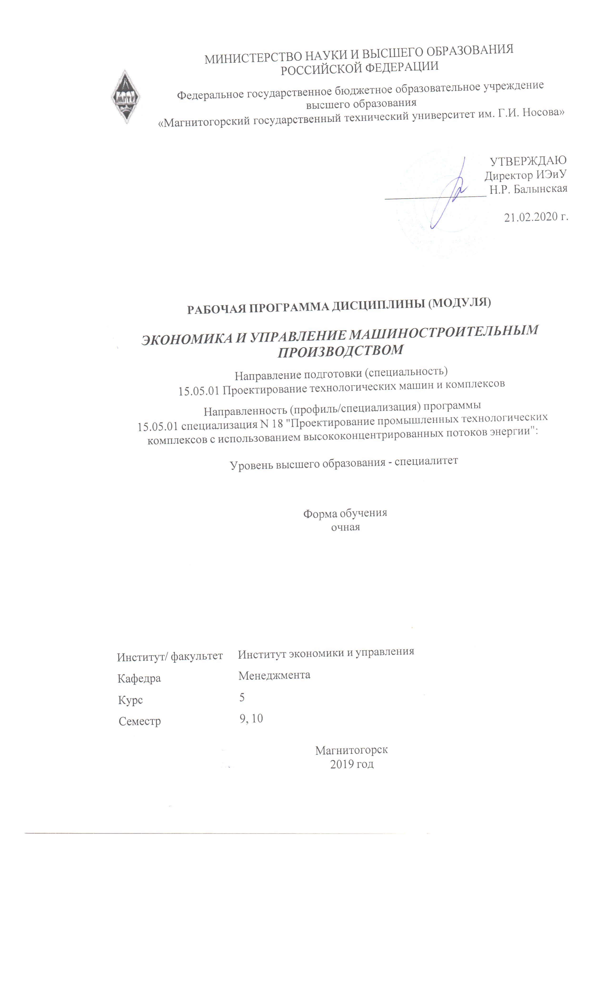 МИНИСТЕРСТВО НАУКИ И ВЫСШЕГО ОБРАЗОВАНИЯ
РОССИЙСКОЙ ФЕДЕРАЦИИ
МГТУ
Федеральное государственное бюджетное образовательное учреждение
высшего образования
«Магнитогорский государственный технический университет им. Г.И. Носова»
УТВЕРЖДАЮ
Директор ИЭиУ
Н.Р. Балынская
21.02.2020 г.
РАБОЧАЯ ПРОГРАММА ДИСЦИПЛИНЫ (МОДУЛЯ)
ЭКОНОМИКА И УПРАВЛЕНИЕ МАШИНОСТРОИТЕЛЬНЫМ
ПРОИЗВОДСТВОМ
Направление подготовки (специальность)
15.05.01 Проектирование технологических машин и комплексов
Направленность (профиль/специализация) программы
15.05.01 специализация N 18 "Проектирование промышленных технологических
комплексов с использованием высококонцентрированных потоков энергии":
Уровень высшего образования - специалитет
Форма обучения
очная
Институт/ факультет Институт экономики и управления
Кафедра Менеджмента
Курс 5
Семестр 9, 10
Магнитогорск
2019 год